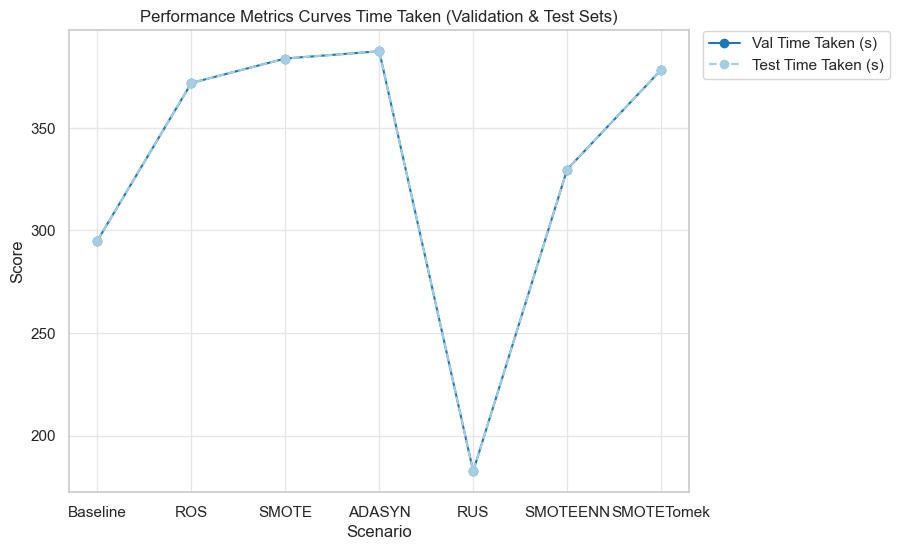 Performance Metrics Curves Time Taken (Validation & Test Sets)
Val Time Taken (s)
Test Time Taken (s)
350
300
250
200
Score
Baseline ROS SMOTE ADASYN RUS SMOTEENN SMOTETomek
Scenario